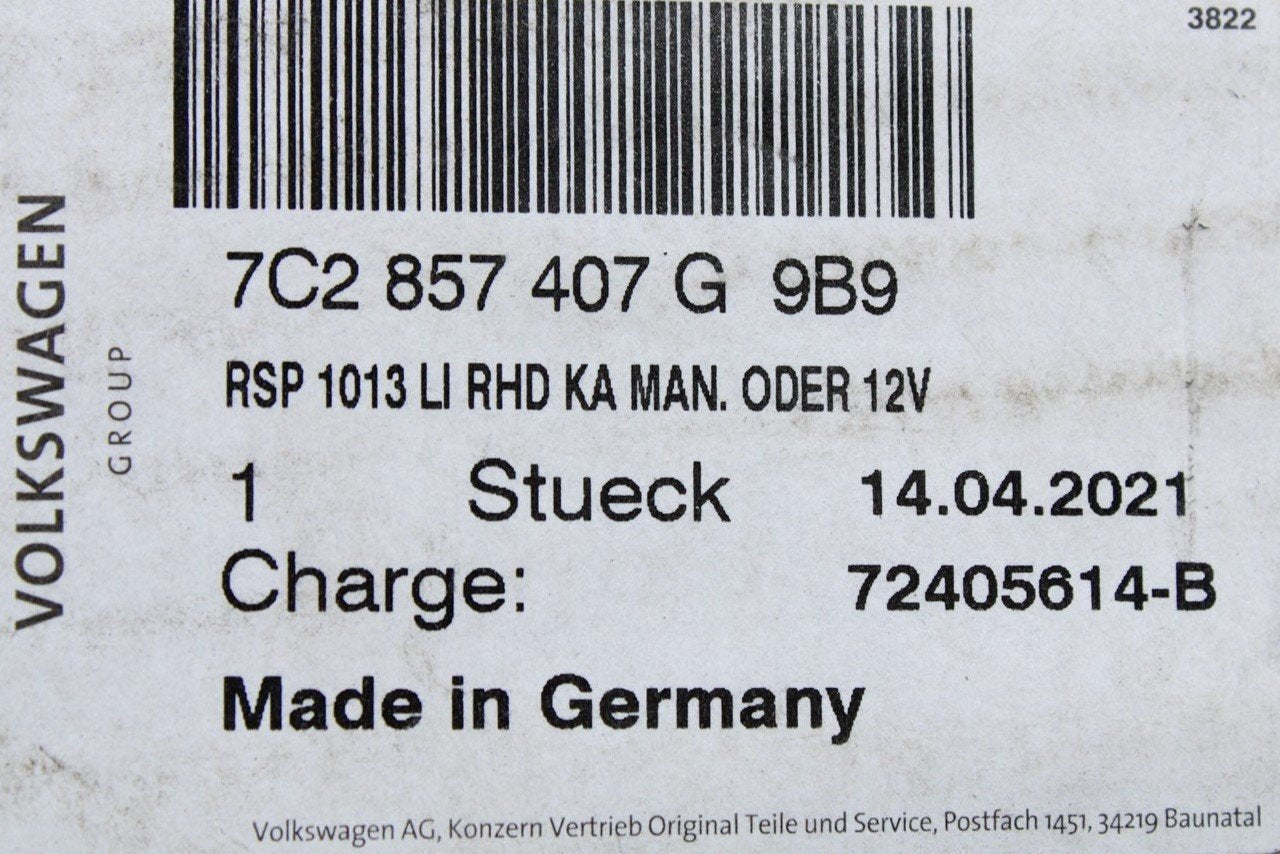 3822
VOLKSWAGEN
GROUP
7C2 857 407 G 9B9
RSP 1013 LI RHD KA MAN. ODER 12V
1 Stueck 14.04.2021
Charge: 72405614-B
Made in Germany
Volkswagen AG, Konzern Vertrieb Original Teile und Service, Postfach 1451, 34219 Baunatal